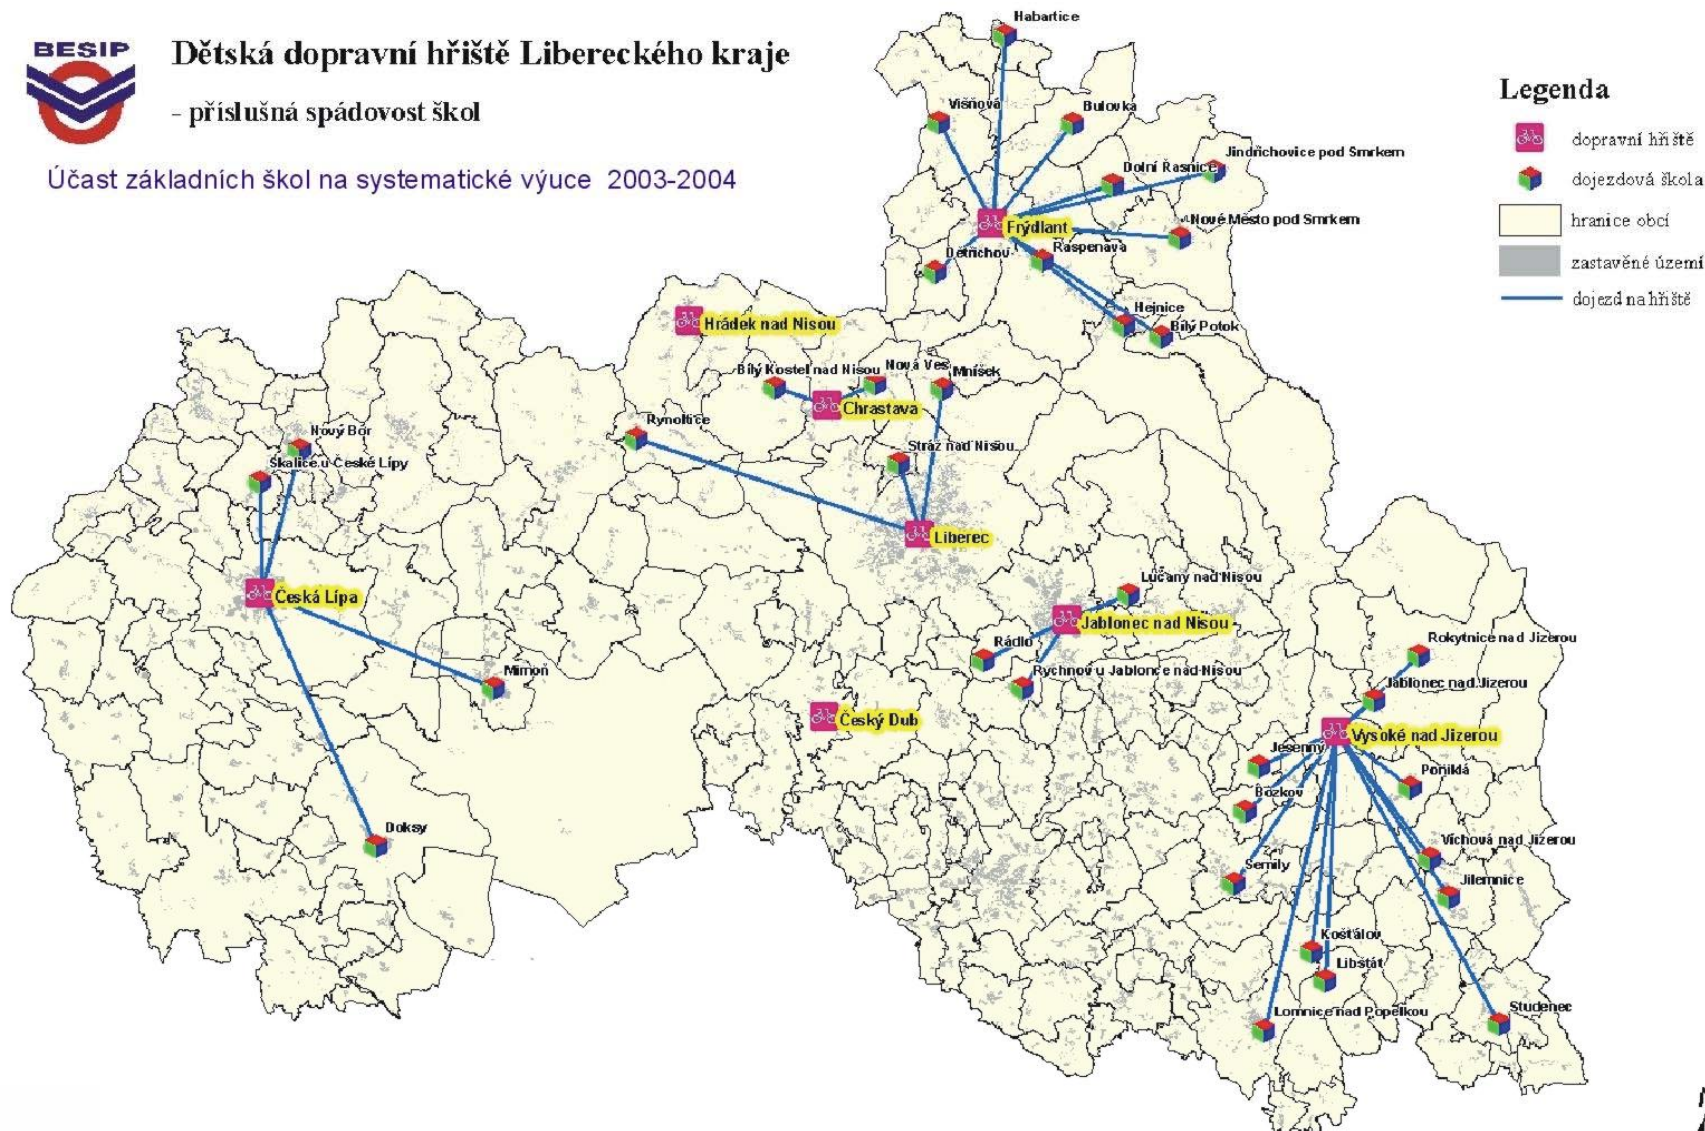 BESIP
Dětská dopravní hřiště Libereckého kraje
- příslušná spádovost škol
Účast základních škol na systematické výuce 2003-2004
Legenda
dopravní hřiště
dojezdová škola
hranice obcí
zastavěné území
dojezd na hřiště
Habartice
Višňová
Bulovka
Jindřichovice pod Smrkem
Dolní Řasnice
Nové Město pod Smrkem
Frýdlant
Raspenava
Dětřichov
Hejnice
Bílý Potok
Hrádek nad Nisou
Bílý Kostel nad Nisou
Nová Ves
Mníšek
Chrastava
Rynoltice
Stráž nad Nisou
Nový Bor
Skalice u České Lípy
Liberec
Česká Lípa
Lučany nad Nisou
Jablonec nad Nisou
Rádlo
Rychnov u Jablonce nad Nisou
Rokytnice nad Jizerou
Mimoň
Jablonec nad Jizerou
Český Dub
Vysoké nad Jizerou
Jesenný
Poniklá
Bozkov
Doksy
Víchová nad Jizerou
Semily
Jilemnice
Košťálov
Libštát
Studenec
Lomnice nad Popelkou